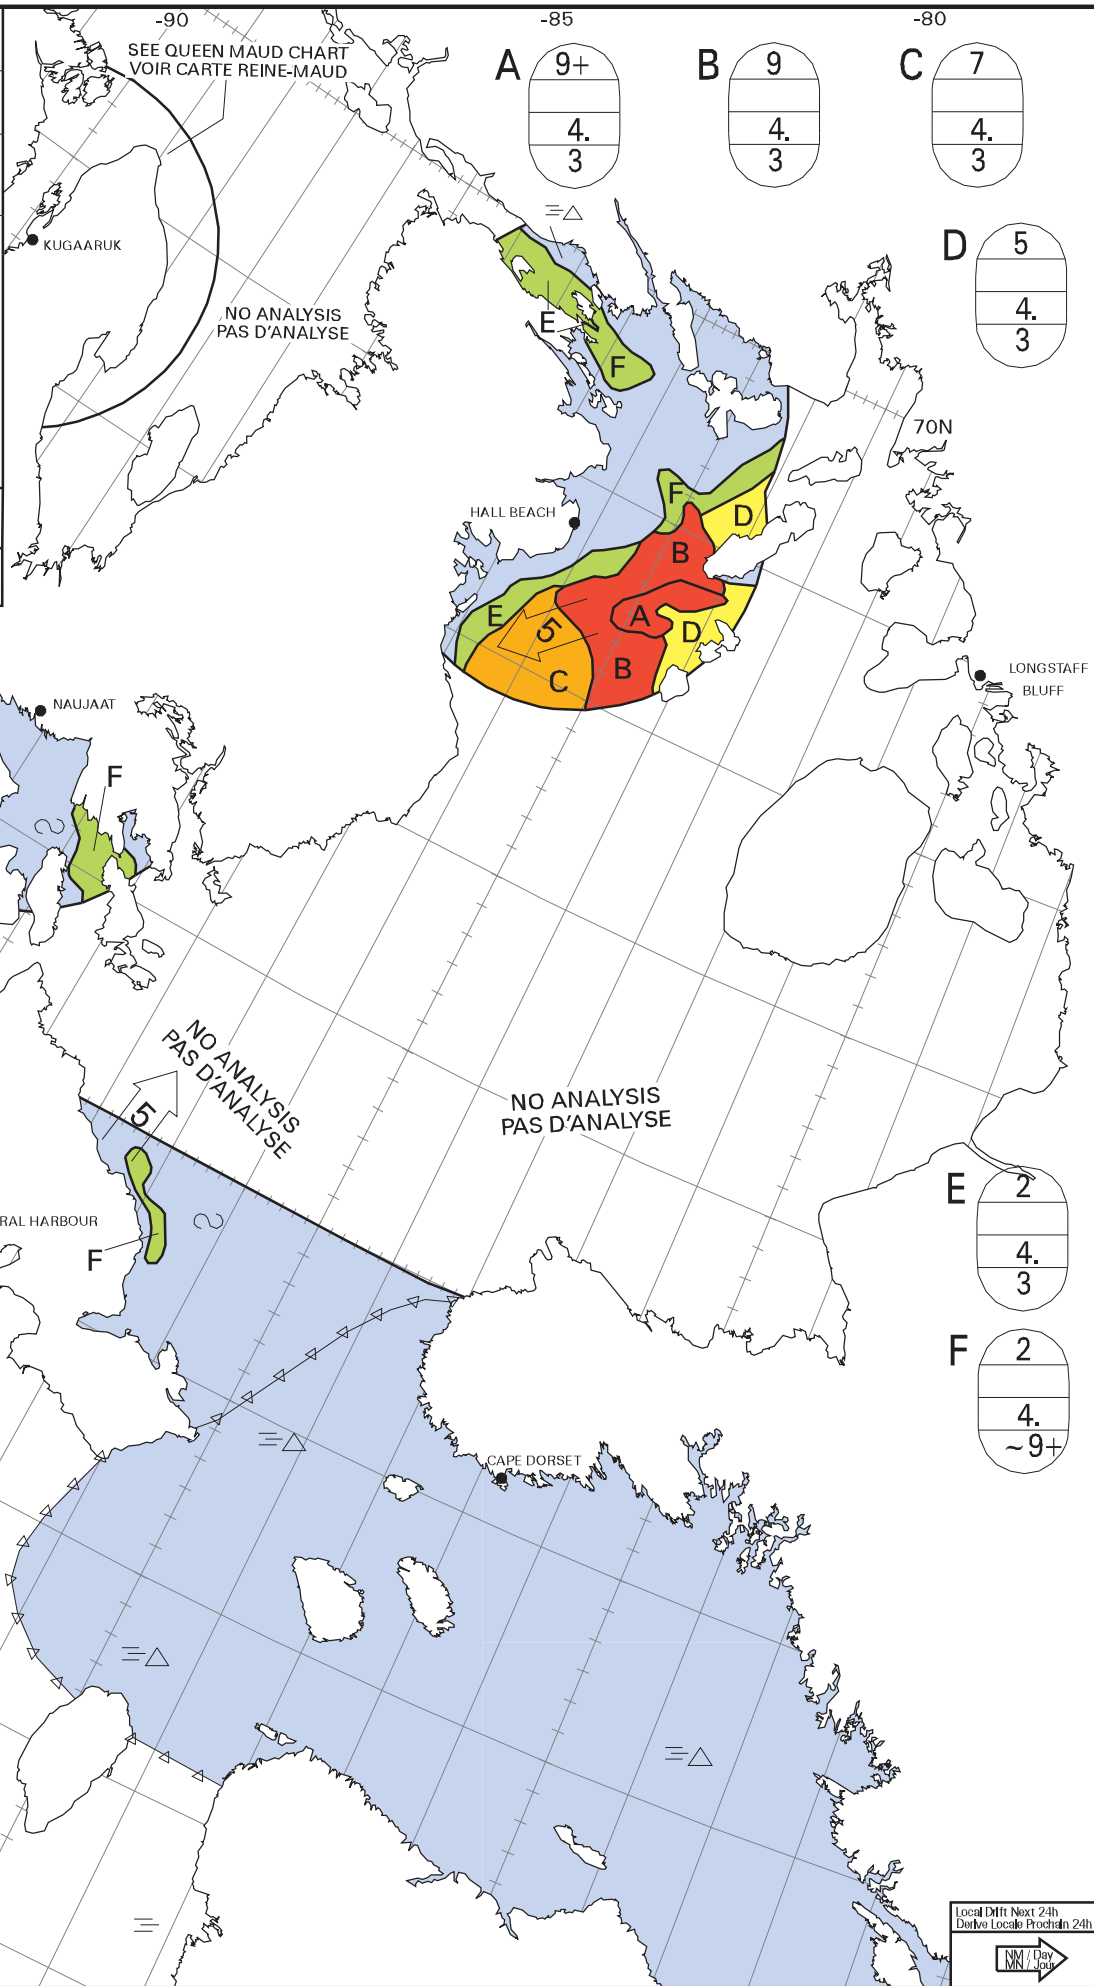 -90
-85
-80
SEE QUEEN MAUD CHART
VOIR CARTE REINE-MAUD
A
9+
4.
3
B
9
4.
3
C
7
4.
3
D
5
4.
3
KUGAARUK
NO ANALYSIS
PAS D'ANALYSE
E
F
70N
HALL BEACH
F
D
B
E
5
A
D
B
C
LONGSTAFF
BLUFF
NAUJAAT
F
NO ANALYSIS
PAS D'ANALYSE
5
NO ANALYSIS
PAS D'ANALYSE
E
2
4.
3
RAL HARBOUR
F
F
2
4.
~9+
CAPE DORSET
Local Drift Next 24h
Derive Locale Prochain 24h
NM / Day
MN / Jour